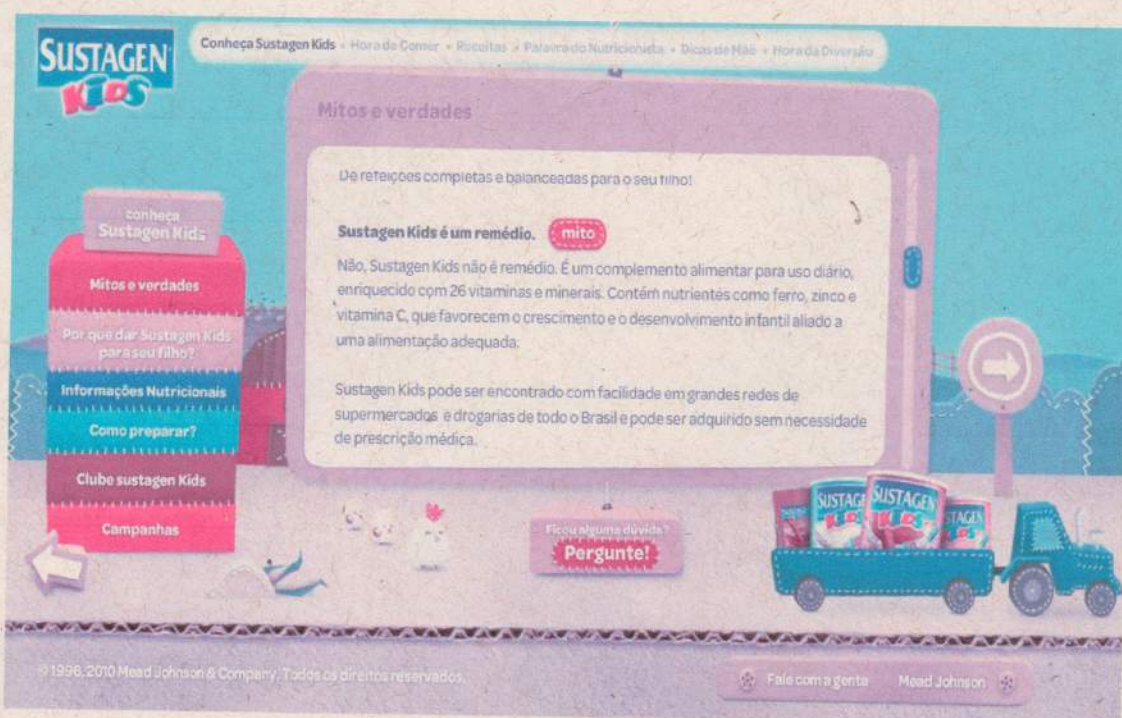 SUSTAGEN
KIDS
Conheça Sustagen Kids • Hora de Comer • Receitas • Palavra do Nutricionista • Dicas de Mãe • Hora da Diversão
Mitos e verdades
De refeições completas e balanceadas para o seu filho!
Sustagen Kids é um remédio. mito
Não, Sustagen Kids não é remédio. É um complemento alimentar para uso diário,
enriquecido com 26 vitaminas e minerais. Contém nutrientes como ferro, zinco e
vitamina C, que favorecem o crescimento e o desenvolvimento infantil aliado a
uma alimentação adequada.
Sustagen Kids pode ser encontrado com facilidade em grandes redes de
supermercados e drogarias de todo o Brasil e pode ser adquirido sem necessidade
de prescrição médica.
conheça
Sustagen Kids
Mitos e verdades
Por que dar Sustagen Kids
para seu filho?
Informações Nutricionais
Como preparar?
Clube sustagen Kids
Campanhas
Ficou alguma dúvida?
Pergunte!
SUSTAGEN
KIDS
© 1996, 2010 Mead Johnson & Company. Todos os direitos reservados.
Fale com a gente Mead Johnson